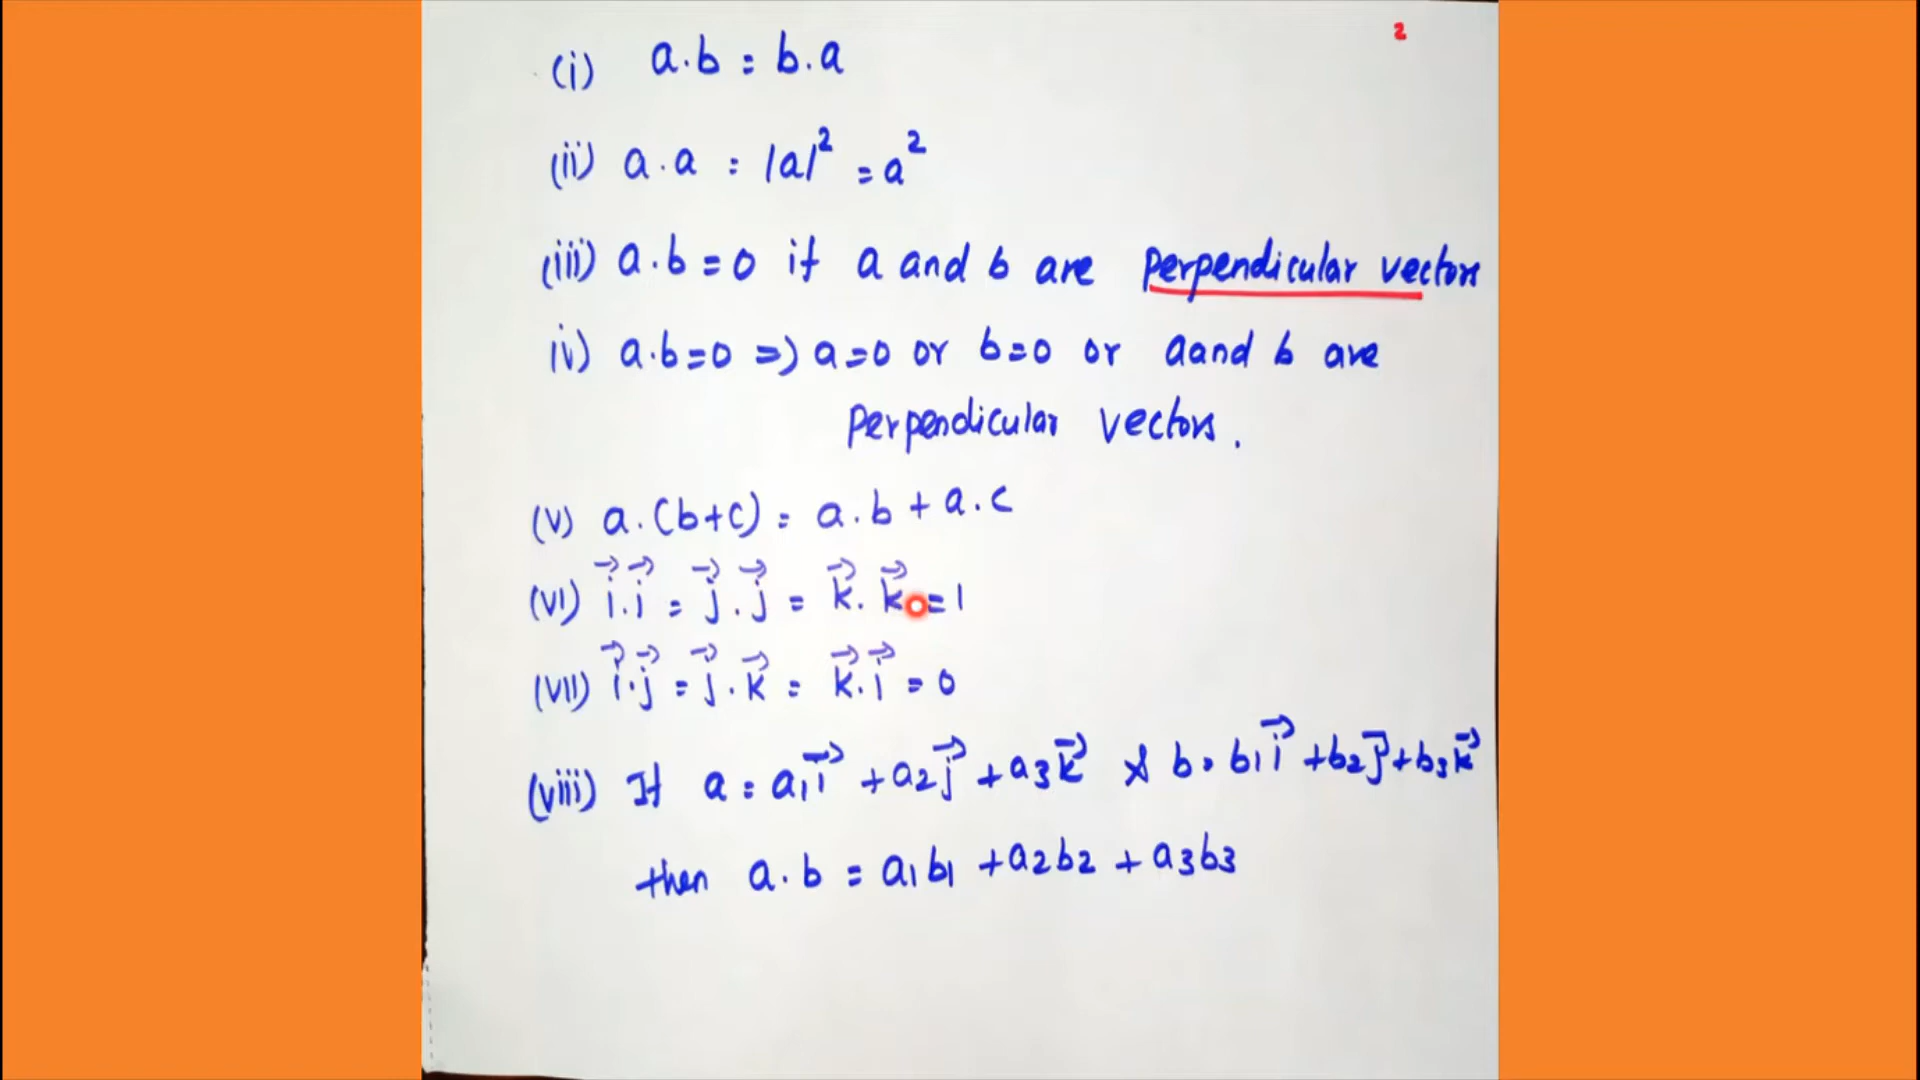 2
(i) a.b = b.a
(ii) a.a = |a|² = a²
(iii) a.b = 0 if a and b are perpendicular vectors
iv) a.b=0 => a=0 or b=0 or a and b are
perpendicular vectors.
(v) a.(b+c) = a.b + a.c
(vi) i⃗.i⃗ = j⃗.j⃗ = k⃗.k⃗ = 1
(vii) i⃗.j⃗ = j⃗.k⃗ = k⃗.i⃗ = 0
(viii) If a = a₁i⃗ + a₂j⃗ + a₃k⃗ & b = b₁i⃗ + b₂j⃗ + b₃k⃗
then a.b = a₁b₁ + a₂b₂ + a₃b₃